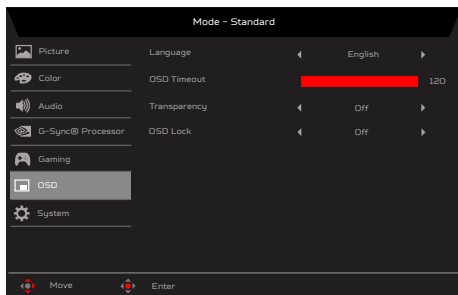 Mode - Standard
Picture
Language
English
Color
OSD Timeout
120
Audio
Transparency
Off
G-Sync® Processor
OSD Lock
Off
Gaming
OSD
System
Move
Enter